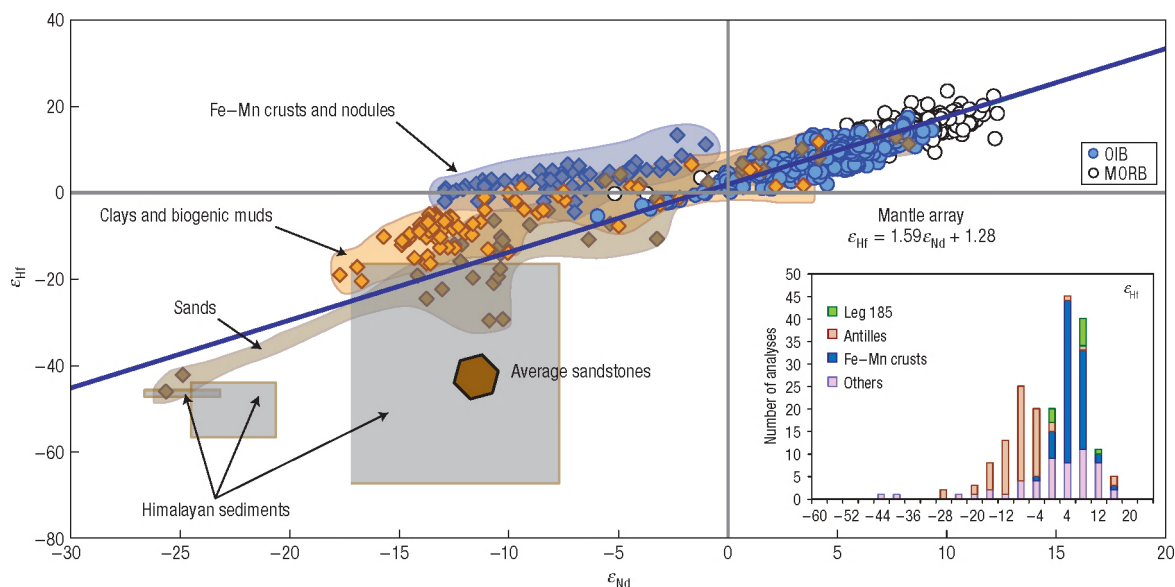 40
20
0
−20
−40
−60
−80
εHf
−30
−25
−20
−15
−10
−5
0
5
10
15
20
εNd
Fe–Mn crusts and nodules
Clays and biogenic muds
Sands
Himalayan sediments
Average sandstones
OIB
MORB
Mantle array
εHf = 1.59εNd + 1.28
εHf
Leg 185
Antilles
Fe–Mn crusts
Others
Number of analyses
50
45
40
35
30
25
20
15
10
5
0
−60 −52 −44 −36 −28 −20 −12 −4 4 12 20